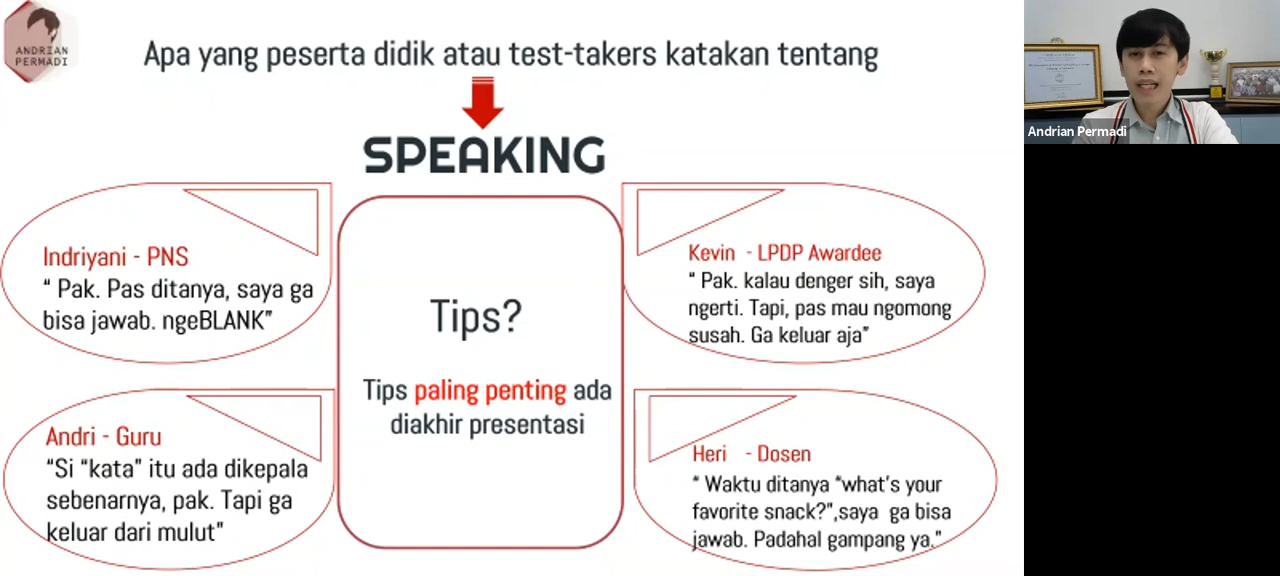 ANDRIAN
PERMADI
Apa yang peserta didik atau test-takers katakan tentang
SPEAKING
Indriyani - PNS
“ Pak. Pas ditanya, saya ga
bisa jawab. ngeBLANK”
Kevin - LPDP Awardee
“ Pak. kalau denger sih, saya
ngerti. Tapi, pas mau ngomong
susah. Ga keluar aja”
Tips?
Tips paling penting ada
diakhir presentasi
Andri - Guru
“Si “kata” itu ada dikepala
sebenarnya, pak. Tapi ga
keluar dari mulut”
Heri - Dosen
“ Waktu ditanya “what's your
favorite snack?”,saya ga bisa
jawab. Padahal gampang ya.”
Andrian Permadi